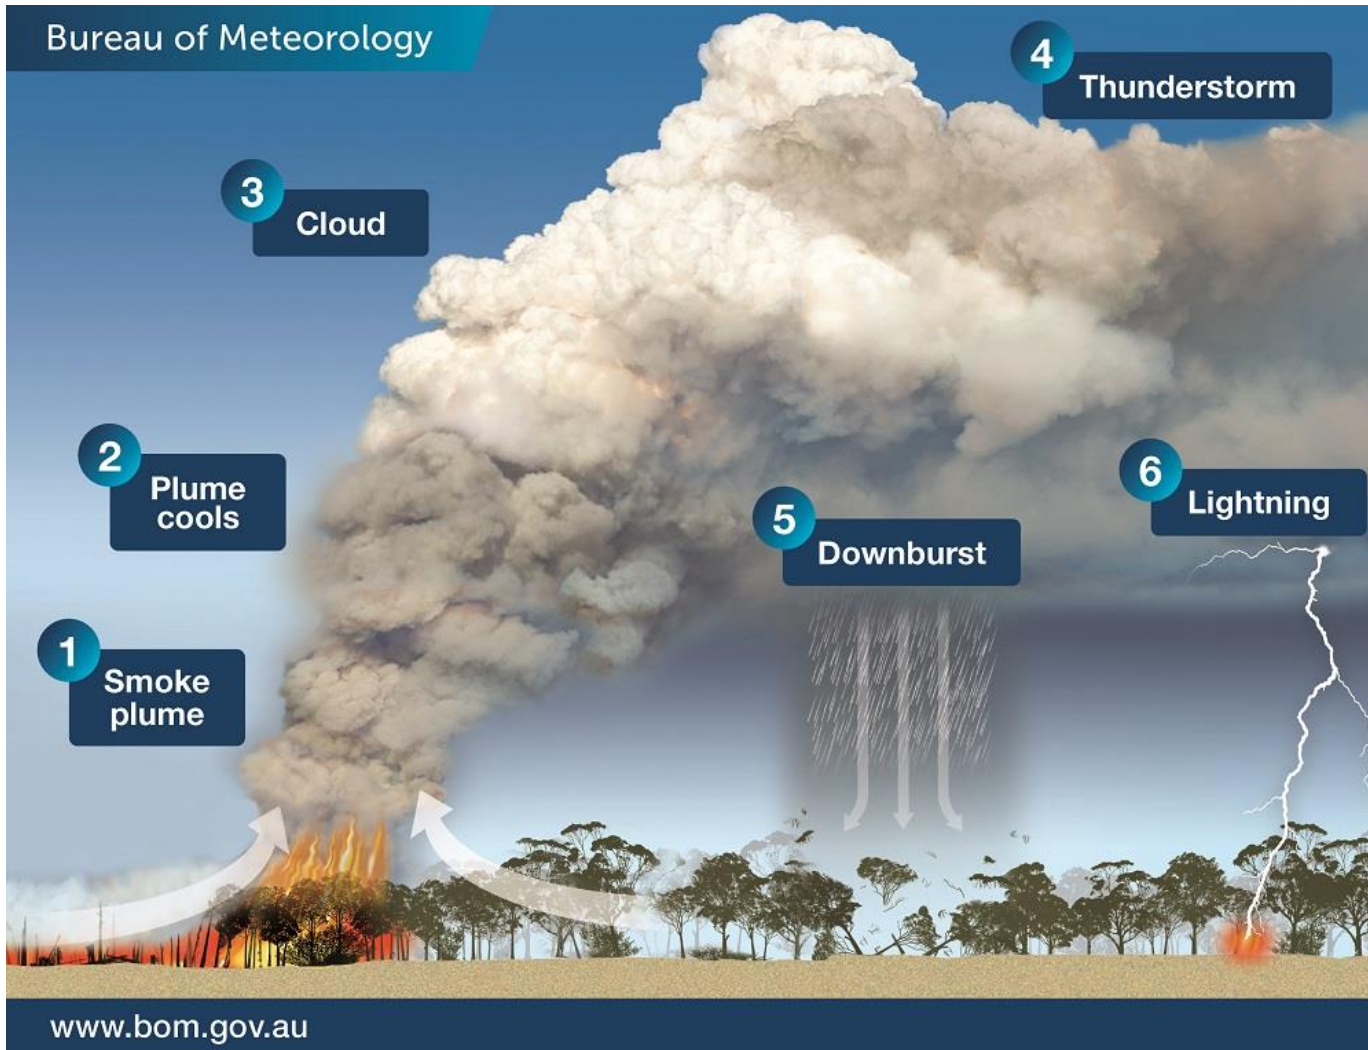 Bureau of Meteorology
4
Thunderstorm
3
Cloud
2
Plume
cools
6
Lightning
5
Downburst
1
Smoke
plume
www.bom.gov.au